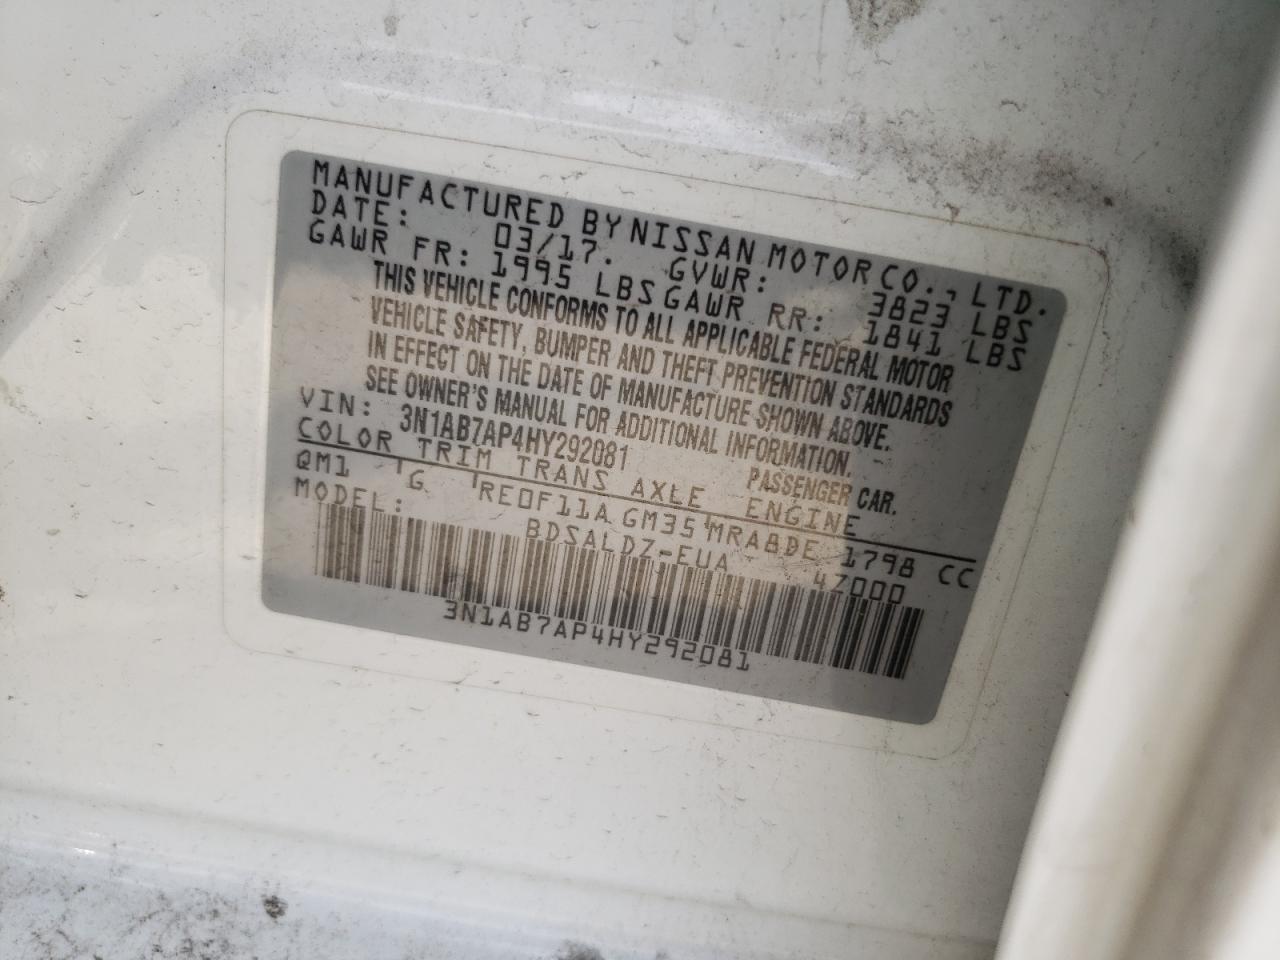 MANUFACTURED BY NISSAN MOTOR CO., LTD.
DATE: 03/17. GVWR: 3823 LBS
GAWR FR: 1995 LBS GAWR RR: 1841 LBS
THIS VEHICLE CONFORMS TO ALL APPLICABLE FEDERAL MOTOR
VEHICLE SAFETY, BUMPER AND THEFT PREVENTION STANDARDS
IN EFFECT ON THE DATE OF MANUFACTURE SHOWN ABOVE.
SEE OWNER'S MANUAL FOR ADDITIONAL INFORMATION.
VIN: 3N1AB7AP4HY292081 PASSENGER CAR.
COLOR TRIM TRANS AXLE ENGINE
QM1 G RE0F11A GM35 MRA8DE 1798 CC
MODEL: BDSALDZ-EUA 4Z000
3N1AB7AP4HY292081